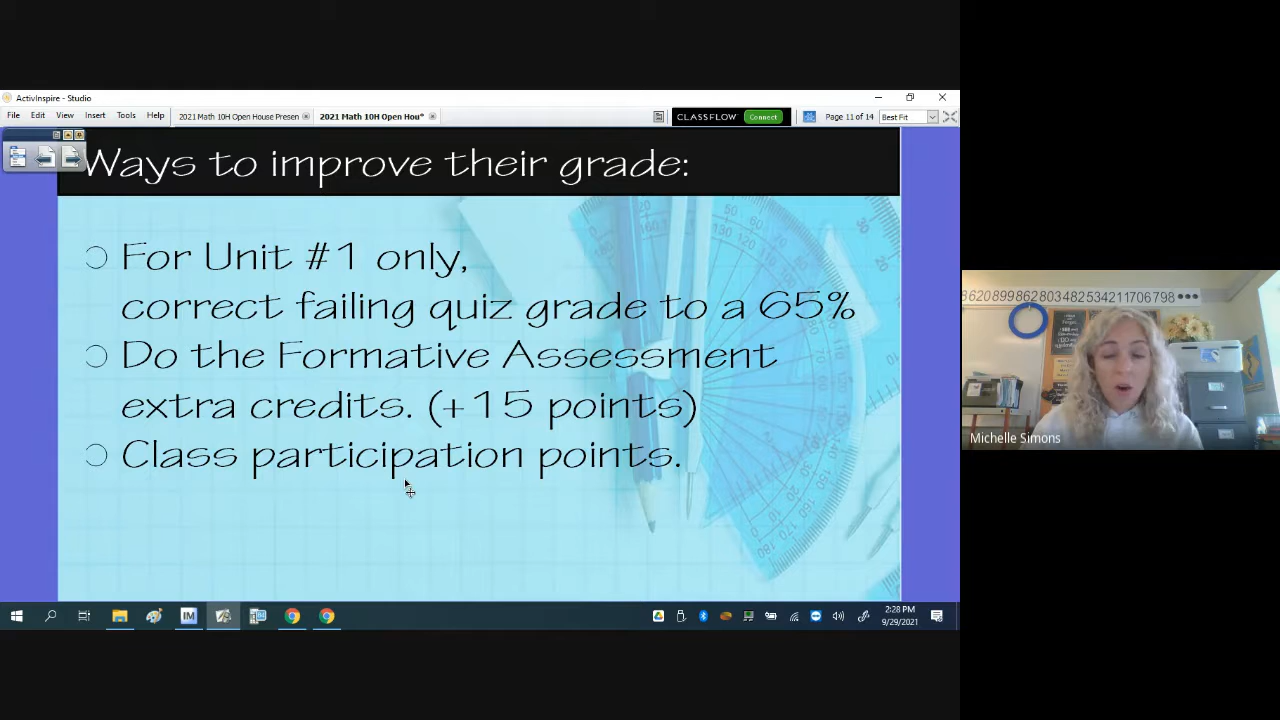 ActivInspire - Studio
File Edit View Insert Tools Help
2021 Math 10H Open House Presen
2021 Math 10H Open Hou*
CLASSFLOW Connect
Page 11 of 14
Best Fit
Ways to improve their grade:
For Unit #1 only,
correct failing quiz grade to a 65%
Do the Formative Assessment
extra credits. (+15 points)
Class participation points.
8620899862803482534211706798
Michelle Simons
IM
2:28 PM
9/29/2021